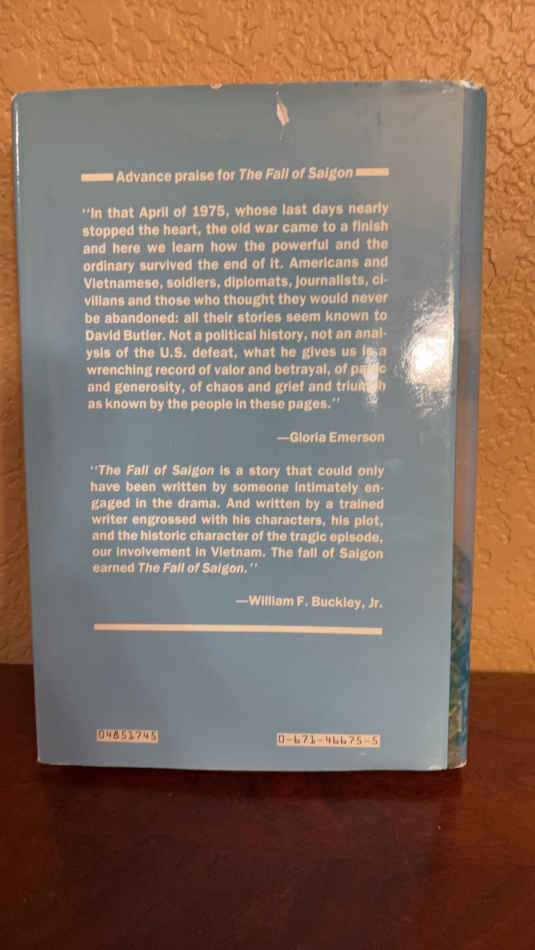 Advance praise for The Fall of Saigon
"In that April of 1975, whose last days nearly
stopped the heart, the old war came to a finish
and here we learn how the powerful and the
ordinary survived the end of it. Americans and
Vietnamese, soldiers, diplomats, journalists, ci-
vilians and those who thought they would never
be abandoned: all their stories seem known to
David Butler. Not a political history, not an anal-
ysis of the U.S. defeat, what he gives us is a
wrenching record of valor and betrayal, of panic
and generosity, of chaos and grief and triumph
as known by the people in these pages."
—Gloria Emerson
"The Fall of Saigon is a story that could only
have been written by someone intimately en-
gaged in the drama. And written by a trained
writer engrossed with his characters, his plot,
and the historic character of the tragic episode,
our involvement in Vietnam. The fall of Saigon
earned The Fall of Saigon."
—William F. Buckley, Jr.
04851745
0-671-46675-5